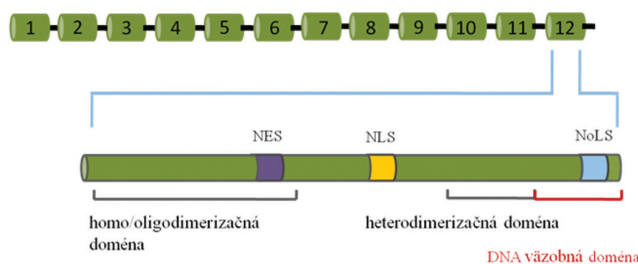 1 2 3 4 5 6 7 8 9 10 11 12
NES NLS NoLS
homo/oligodimerizačná
doména
heterodimerizačná doména
DNA väzobná doména